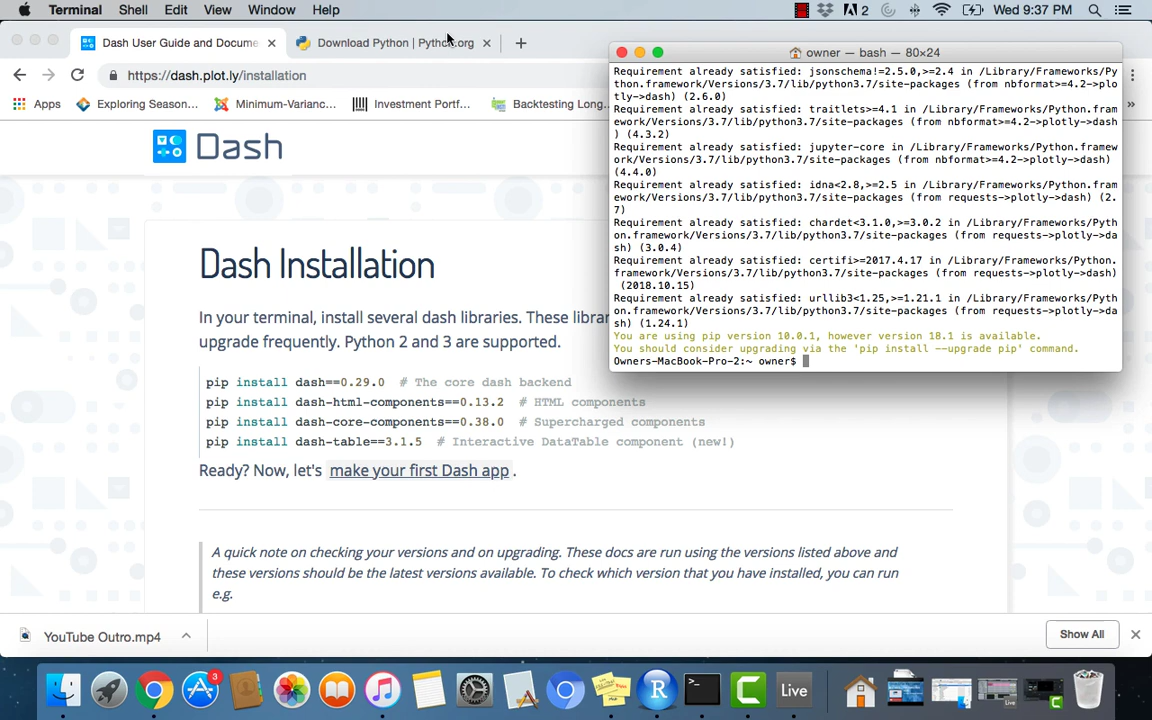 Terminal Shell Edit View Window Help 2 Wed 9:37 PM
Dash User Guide and Docume Download Python | Python.org
https://dash.plot.ly/installation
Apps Exploring Season... Minimum-Varianc... Investment Portf... Backtesting Long... »
Dash
Dash Installation
In your terminal, install several dash libraries. These librar
upgrade frequently. Python 2 and 3 are supported.
pip install dash==0.29.0 # The core dash backend
pip install dash-html-components==0.13.2 # HTML components
pip install dash-core-components==0.38.0 # Supercharged components
pip install dash-table==3.1.5 # Interactive DataTable component (new!)
Ready? Now, let's make your first Dash app .
A quick note on checking your versions and on upgrading. These docs are run using the versions listed above and
these versions should be the latest versions available. To check which version that you have installed, you can run
e.g.
owner — bash — 80×24
Requirement already satisfied: jsonschema!=2.5.0,>=2.4 in /Library/Frameworks/Py
thon.framework/Versions/3.7/lib/python3.7/site-packages (from nbformat>=4.2->plo
tly->dash) (2.6.0)
Requirement already satisfied: traitlets>=4.1 in /Library/Frameworks/Python.fram
ework/Versions/3.7/lib/python3.7/site-packages (from nbformat>=4.2->plotly->dash
) (4.3.2)
Requirement already satisfied: jupyter-core in /Library/Frameworks/Python.framew
ork/Versions/3.7/lib/python3.7/site-packages (from nbformat>=4.2->plotly->dash)
(4.4.0)
Requirement already satisfied: idna<2.8,>=2.5 in /Library/Frameworks/Python.fram
ework/Versions/3.7/lib/python3.7/site-packages (from requests->plotly->dash) (2.
7)
Requirement already satisfied: chardet<3.1.0,>=3.0.2 in /Library/Frameworks/Pyth
on.framework/Versions/3.7/lib/python3.7/site-packages (from requests->plotly->da
sh) (3.0.4)
Requirement already satisfied: certifi>=2017.4.17 in /Library/Frameworks/Python.
framework/Versions/3.7/lib/python3.7/site-packages (from requests->plotly->dash)
(2018.10.15)
Requirement already satisfied: urllib3<1.25,>=1.21.1 in /Library/Frameworks/Pyth
on.framework/Versions/3.7/lib/python3.7/site-packages (from requests->plotly->da
sh) (1.24.1)
You are using pip version 10.0.1, however version 18.1 is available.
You should consider upgrading via the 'pip install --upgrade pip' command.
Owners-MacBook-Pro-2:~ owner$
YouTube Outro.mp4 Show All
3 R >_ C Live